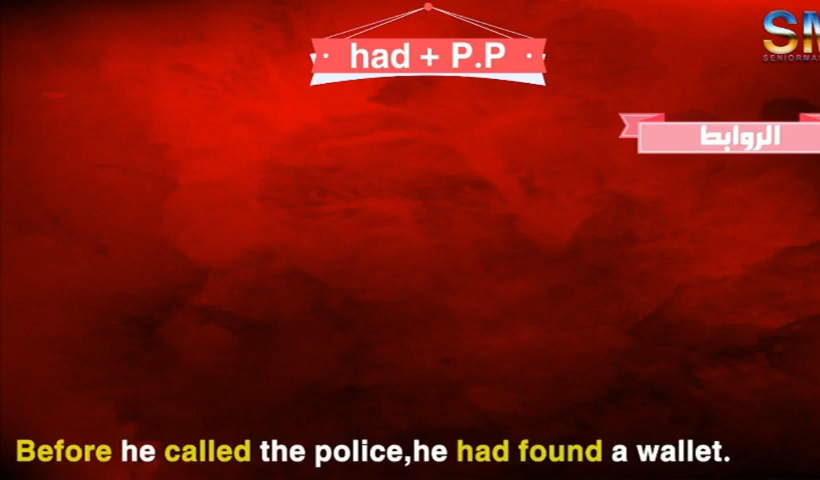 had + P.P
SM
الروابط
Before he called the police,he had found a wallet.